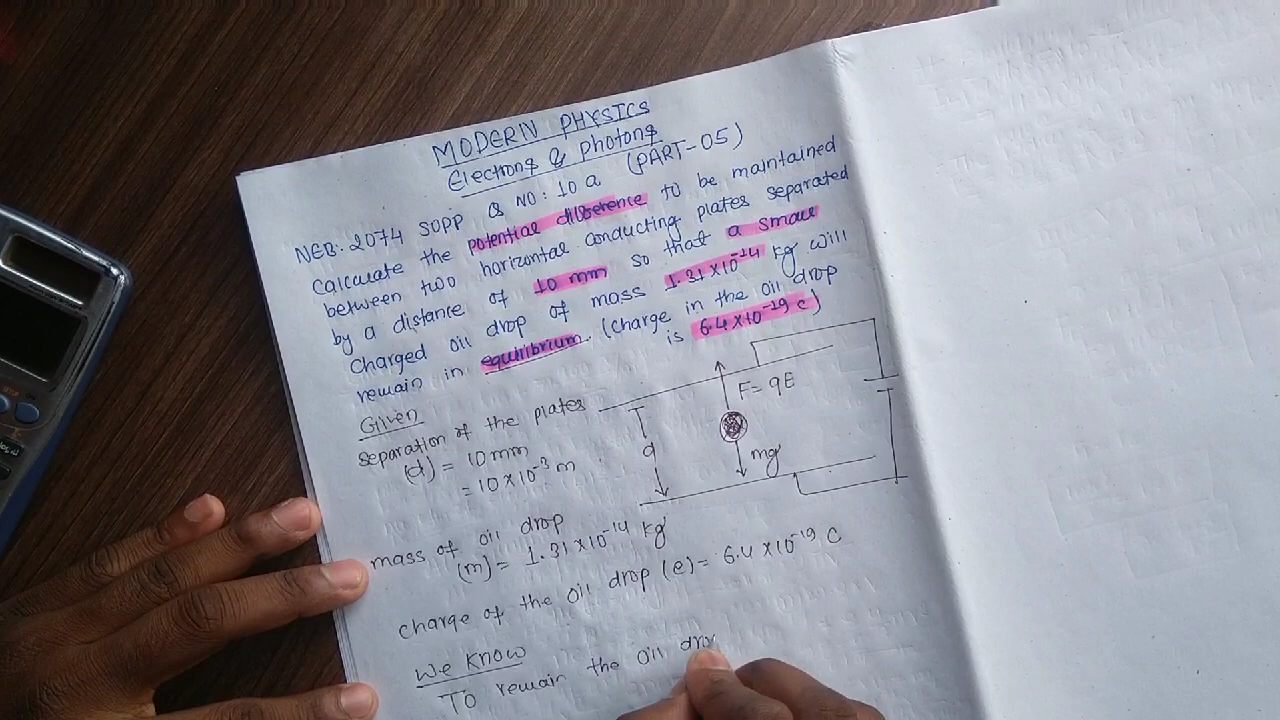 MODERN PHYSICS
Electrons & Photons
(PART-05)
NEB: 2074 SUPP Q NO: 10 a
Calculate the potential difference to be maintained
between two horizontal conducting plates separated
by a distance of 10 mm so that a small
charged oil drop of mass 1.31 × 10⁻¹⁴ kg will
remain in equilibrium. (charge in the oil drop
is 6.4 × 10⁻¹⁹ C)
Given
separation of the plates
(d) = 10 mm
= 10 × 10⁻³ m
F = qE
d
mg
mass of oil drop
(m) = 1.31 × 10⁻¹⁴ kg
charge of the oil drop (e) = 6.4 × 10⁻¹⁹ C
We know
To remain the oil drop